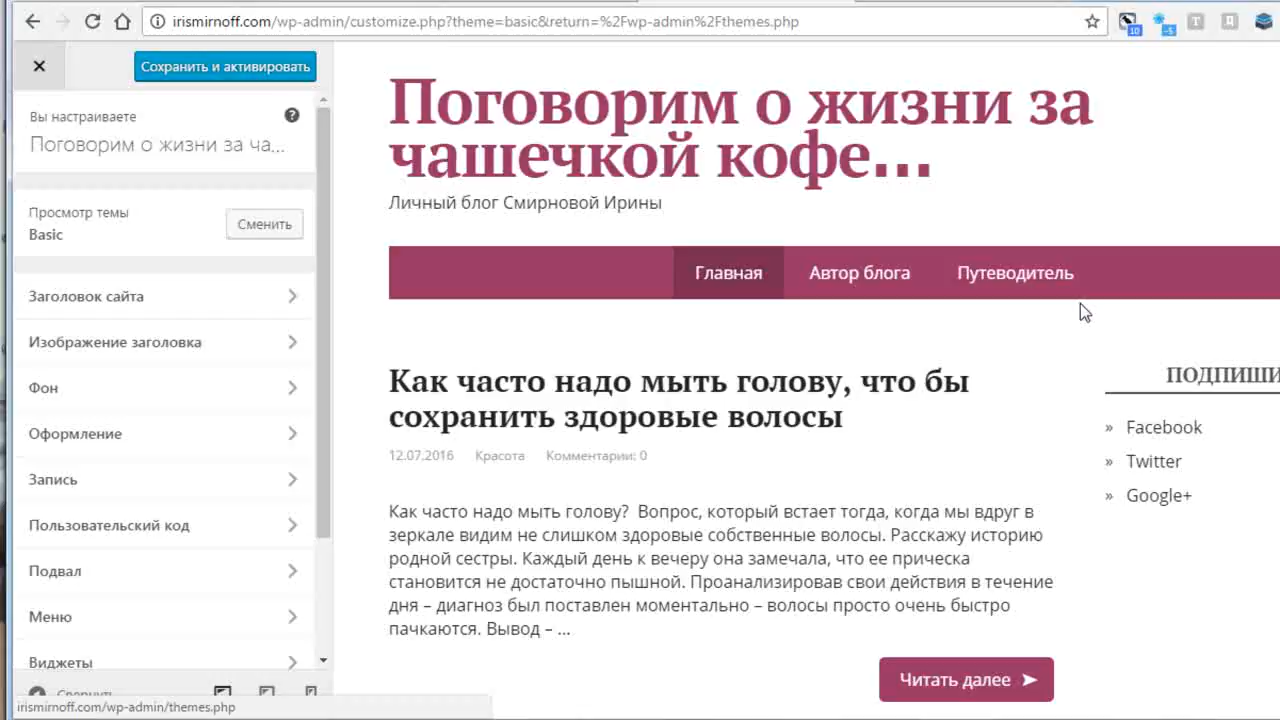 irismirnoff.com/wp-admin/customize.php?theme=basic&return=%2Fwp-admin%2Fthemes.php
10
-5
T
Сохранить и активировать
Вы настраиваете
Поговорим о жизни за ча...
Просмотр темы
Basic
Сменить
Заголовок сайта
Изображение заголовка
Фон
Оформление
Запись
Пользовательский код
Подвал
Меню
Виджеты
Свернуть
irismirnoff.com/wp-admin/themes.php
Поговорим о жизни за
чашечкой кофе...
Личный блог Смирновой Ирины
Главная
Автор блога
Путеводитель
Как часто надо мыть голову, что бы
сохранить здоровые волосы
12.07.2016 Красота Комментарии: 0
Как часто надо мыть голову? Вопрос, который встает тогда, когда мы вдруг в
зеркале видим не слишком здоровые собственные волосы. Расскажу историю
родной сестры. Каждый день к вечеру она замечала, что ее прическа
становится не достаточно пышной. Проанализировав свои действия в течение
дня – диагноз был поставлен моментально – волосы просто очень быстро
пачкаются. Вывод – ...
Читать далее
ПОДПИШИ
» Facebook
» Twitter
» Google+